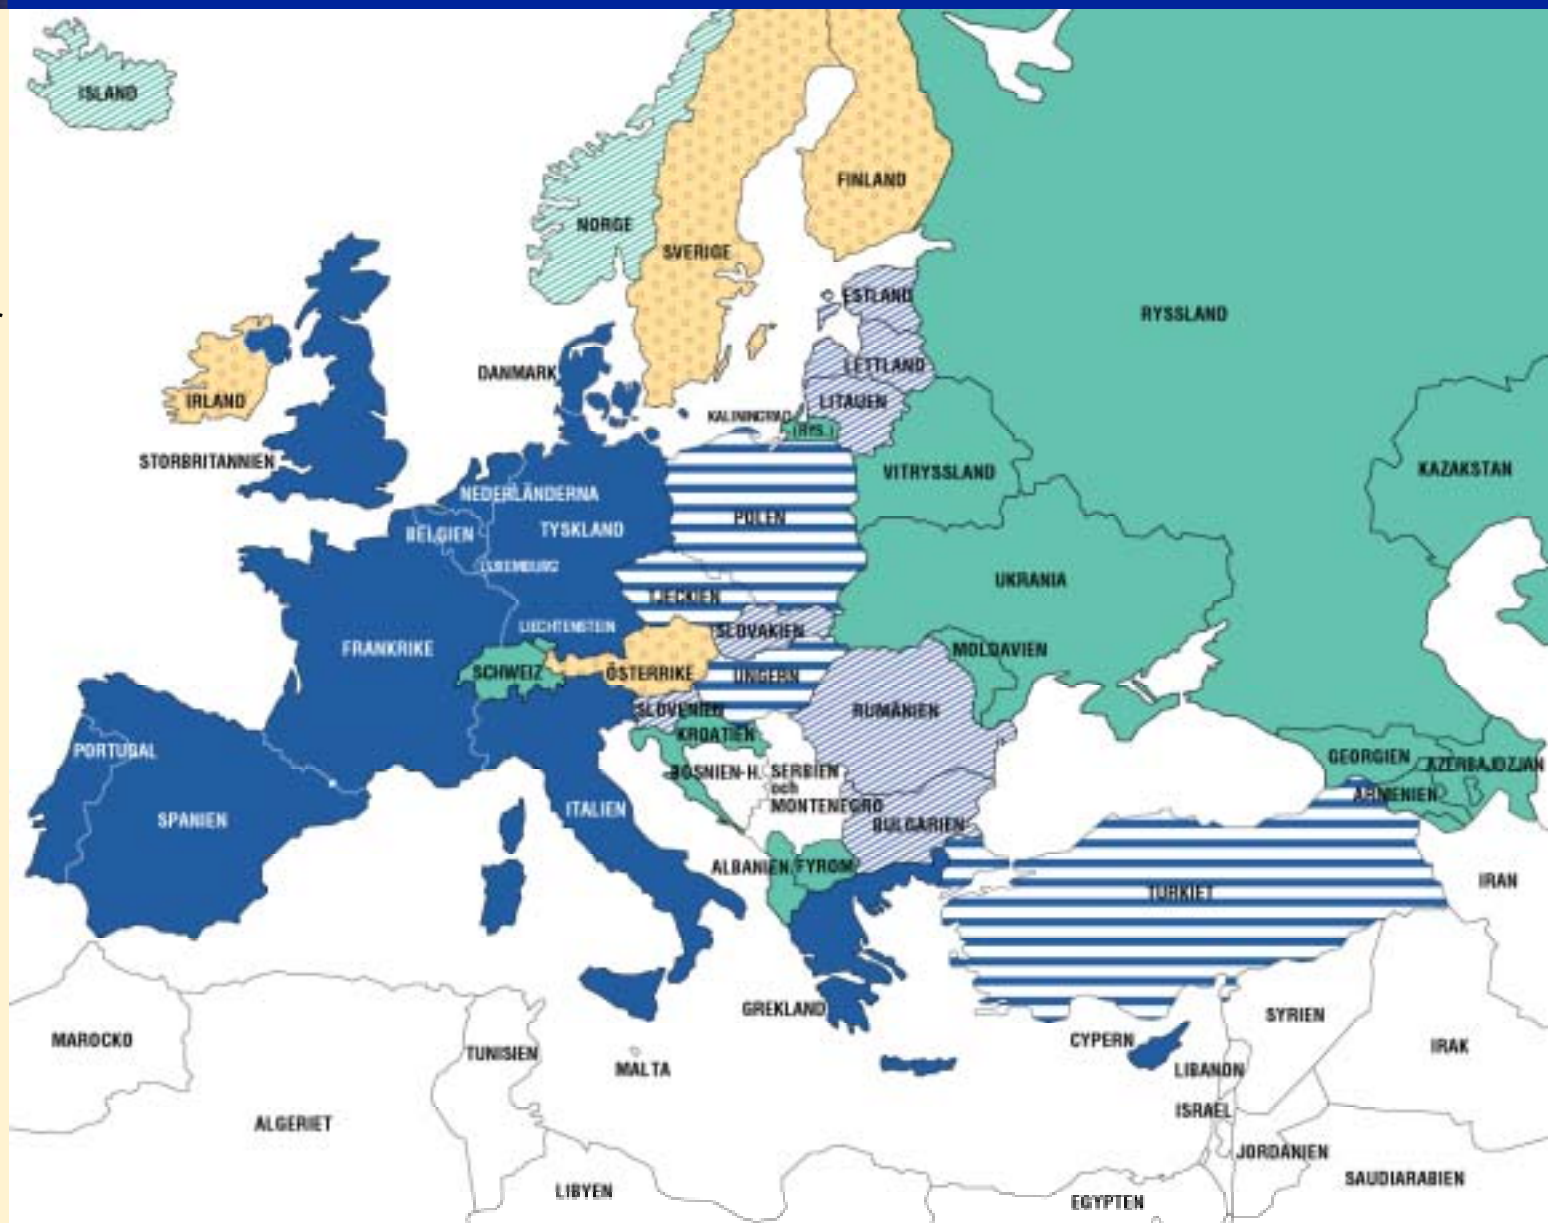 ISLAND
FINLAND
NORGE
SVERIGE
ESTLAND
RYSSLAND
LETTLAND
DANMARK
IRLAND
LITAUEN
KALININGRAD
(RYS.)
STORBRITANNIEN
VITRYSSLAND
KAZAKSTAN
NEDERLÄNDERNA
POLEN
BELGIEN
TYSKLAND
LUXEMBURG
UKRANIA
TJECKIEN
LIECHTENSTEIN
SLOVAKIEN
FRANKRIKE
MOLDAVIEN
SCHWEIZ
ÖSTERRIKE
UNGERN
SLOVENIEN
RUMÄNIEN
KROATIEN
PORTUGAL
GEORGIEN
AZERBAJDZJAN
BOSNIEN-H.
SERBIEN
och
MONTENEGRO
ARMENIEN
ITALIEN
SPANIEN
BULGARIEN
ALBANIEN
FYROM
IRAN
TURKIET
GREKLAND
SYRIEN
MAROCKO
CYPERN
IRAK
TUNISIEN
MALTA
LIBANON
ISRAEL
ALGERIET
JORDANIEN
SAUDIARABIEN
LIBYEN
EGYPTEN